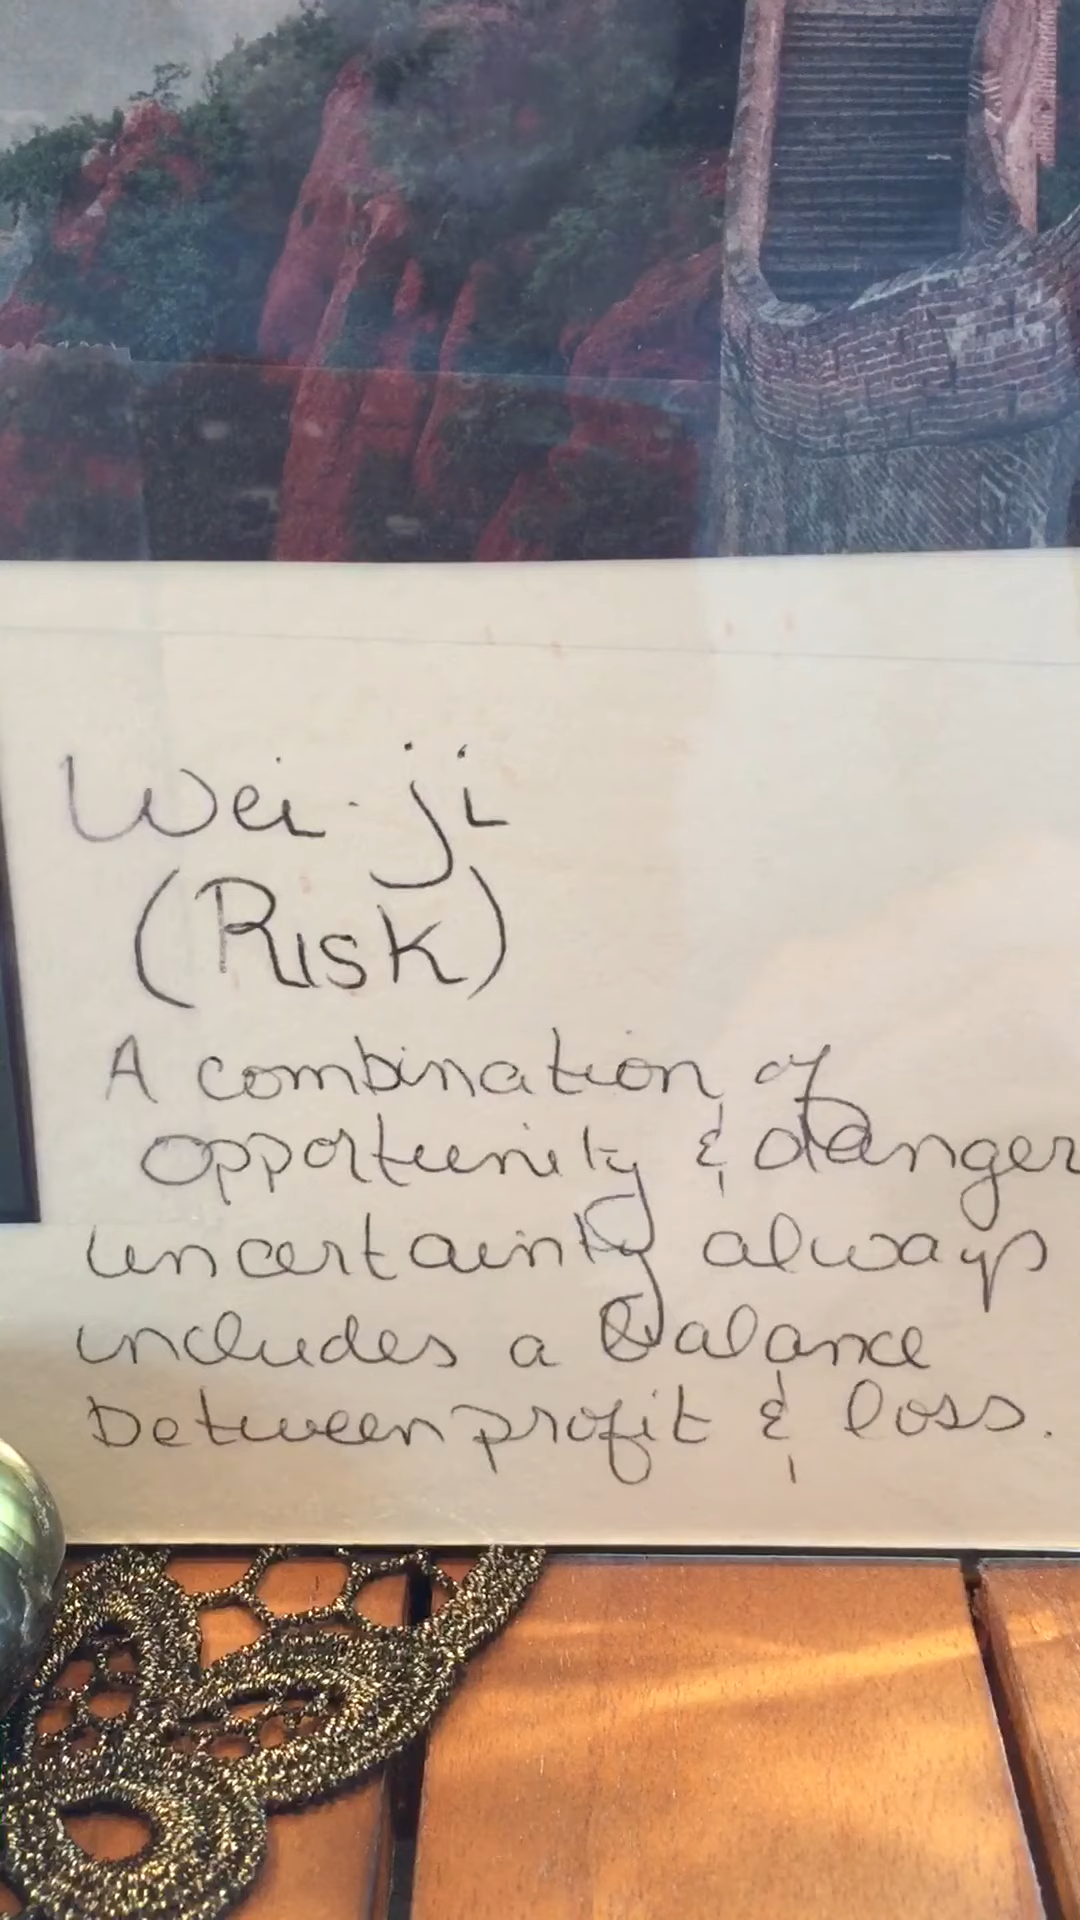 Wei-ji
(Risk)
A combination of
opportunity & danger
uncertainty always
includes a balance
between profit & loss.